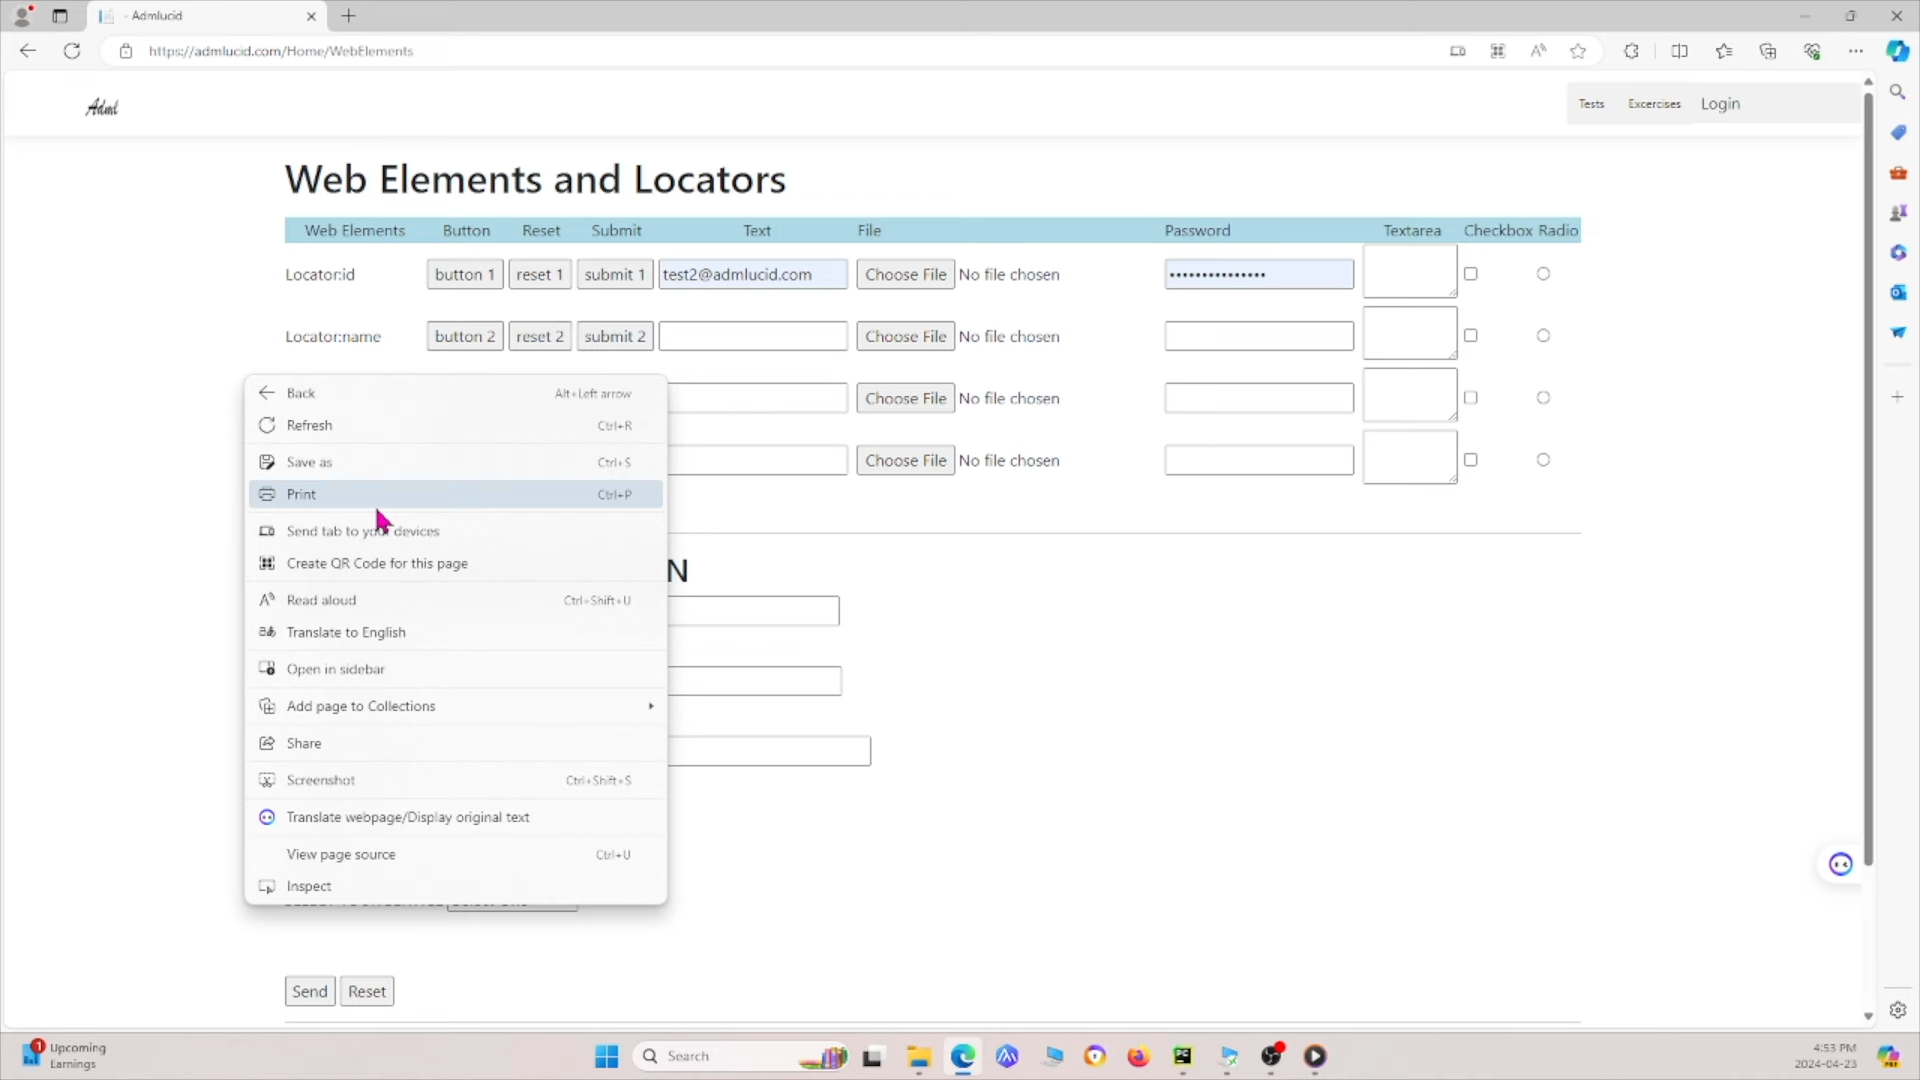 Admlucid
https://admlucid.com/Home/WebElements
Adml
Tests Excercises Login
Web Elements and Locators
Web Elements Button Reset Submit Text File Password Textarea Checkbox Radio
Locator:id button 1 reset 1 submit 1 test2@admlucid.com Choose File No file chosen
Locator:name button 2 reset 2 submit 2 Choose File No file chosen
Choose File No file chosen
Choose File No file chosen
N
Back Alt+Left arrow
Refresh Ctrl+R
Save as Ctrl+S
Print Ctrl+P
Send tab to your devices
Create QR Code for this page
Read aloud Ctrl+Shift+U
Translate to English
Open in sidebar
Add page to Collections
Share
Screenshot Ctrl+Shift+S
Translate webpage/Display original text
View page source Ctrl+U
Inspect
Send Reset
1 Upcoming
Earnings
Search
4:53 PM
2024-04-23